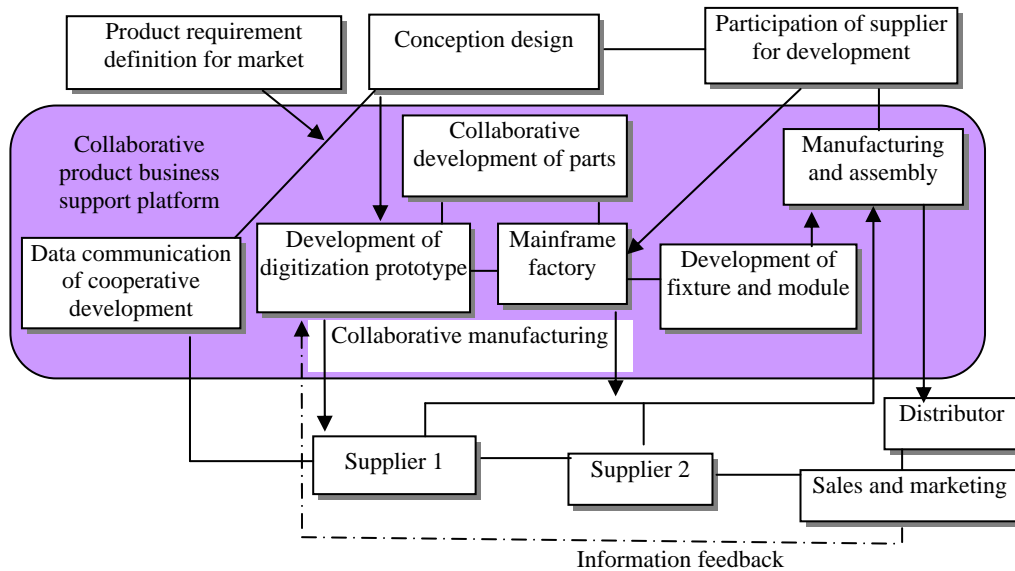 Product requirement
definition for market
Conception design
Participation of supplier
for development
Collaborative
product business
support platform
Collaborative
development of parts
Manufacturing
and assembly
Data communication
of cooperative
development
Development of
digitization prototype
Mainframe
factory
Development of
fixture and module
Collaborative manufacturing
Supplier 1
Supplier 2
Distributor
Sales and marketing
Information feedback